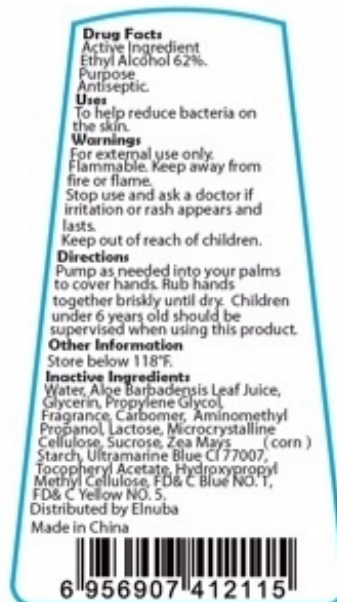 Drug Facts
Active Ingredient
Ethyl Alcohol 62%.
Purpose
Antiseptic.
Uses
To help reduce bacteria on
the skin.
Warnings
For external use only.
Flammable. Keep away from
fire or flame.
Stop use and ask a doctor if
irritation or rash appears and
lasts.
Keep out of reach of children.
Directions
Pump as needed into your palms
to cover hands. Rub hands
together briskly until dry. Children
under 6 years old should be
supervised when using this product.
Other Information
Store below 118°F.
Inactive Ingredients
Water, Aloe Barbadensis Leaf Juice,
Glycerin, Propylene Glycol,
Fragrance, Carbomer, Aminomethyl
Propanol, Lactose, Microcrystalline
Cellulose, Sucrose, Zea Mays ( corn )
Starch, Ultramarine Blue CI 77007,
Tocopheryl Acetate, Hydroxypropyl
Methyl Cellulose, FD& C Blue NO. 1,
FD& C Yellow NO. 5.
Distributed by Elnuba
Made in China
6 956907 412115